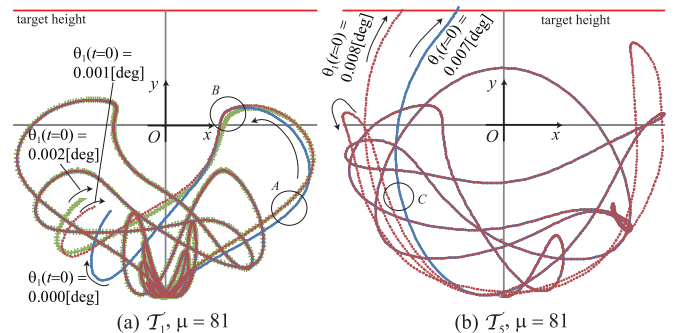 target height
θ₁(t=0) =
0.001[deg]
θ₁(t=0) =
0.002[deg]
θ₁(t=0) =
0.000[deg]
y
B
O
x
A
(a) 𝒯₁, μ = 81
target height
θ₁(t=0) =
0.008[deg]
θ₁(t=0) =
0.007[deg]
y
O
x
C
(b) 𝒯₅, μ = 81